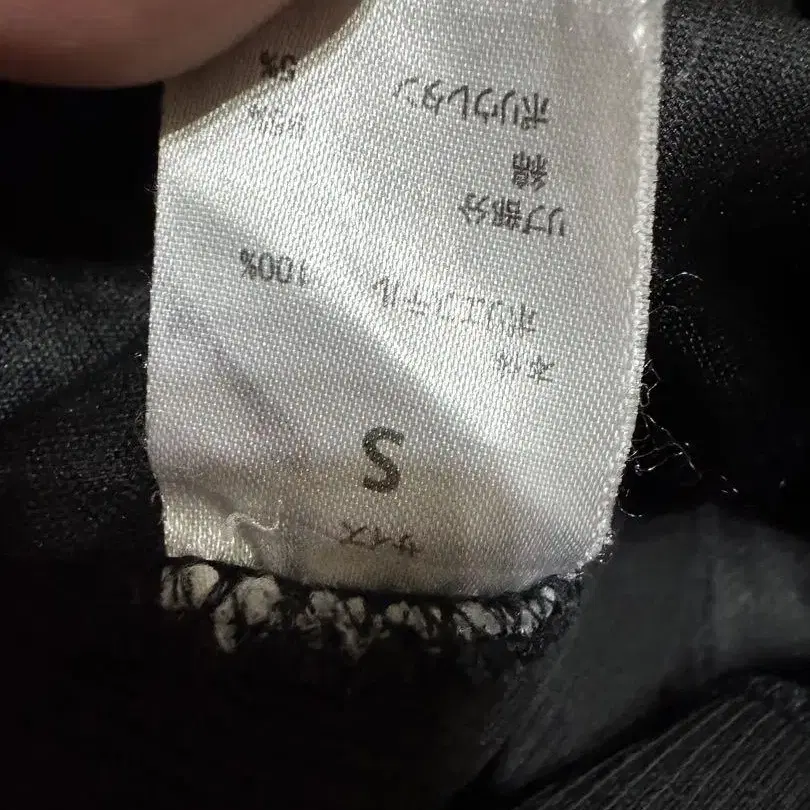 サイズ
S
本体
ポリエステル 100%
リブ部分
綿 95%
ポリウレタン 5%